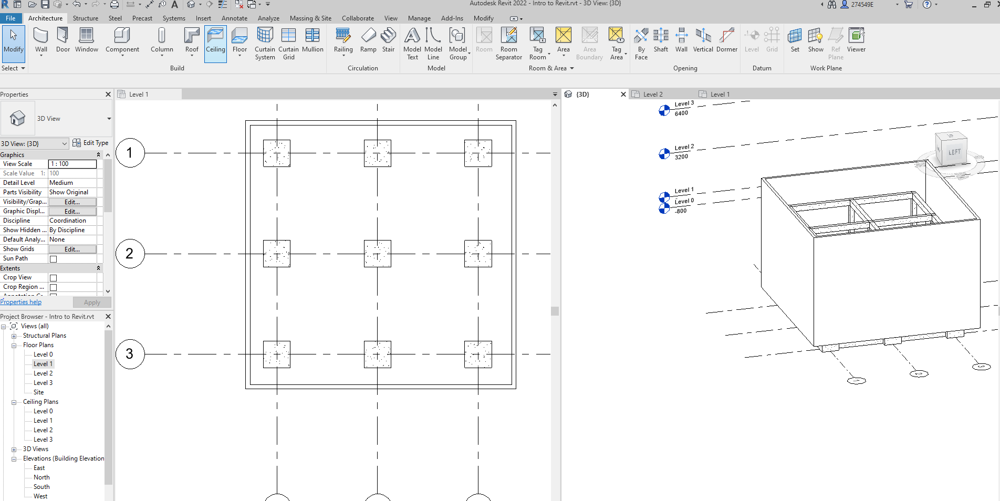 Autodesk Revit 2022 - Intro to Revit.rvt - 3D View: {3D}
274549E
File Architecture Structure Steel Precast Systems Insert Annotate Analyze Massing & Site Collaborate View Manage Add-Ins Modify
Modify Wall Door Window Component Column Roof Ceiling Floor Curtain System Curtain Grid Mullion Railing Ramp Stair Model Text Model Line Model Group Room Room Separator Tag Room Area Area Boundary Tag Area By Face Shaft Wall Vertical Dormer Level Grid Set Show Ref Plane Viewer
Select Build Circulation Model Room & Area Opening Datum Work Plane
Properties
3D View
3D View: {3D} Edit Type
Graphics
View Scale 1 : 100
Scale Value 1: 100
Detail Level Medium
Parts Visibility Show Original
Visibility/Grap... Edit...
Graphic Displ... Edit...
Discipline Coordination
Show Hidden ... By Discipline
Default Analy... None
Show Grids Edit...
Sun Path
Extents
Crop View
Crop Region ...
Properties help Apply
Project Browser - Intro to Revit.rvt
Views (all)
Structural Plans
Floor Plans
Level 0
Level 1
Level 2
Level 3
Site
Ceiling Plans
Level 0
Level 1
Level 2
Level 3
3D Views
Elevations (Building Elevation
East
North
South
West
Level 1
1
2
3
{3D} Level 2 Level 1
Level 3
6400
Level 2
3200
Level 1
Level 0
-800
LEFT
1
2
3